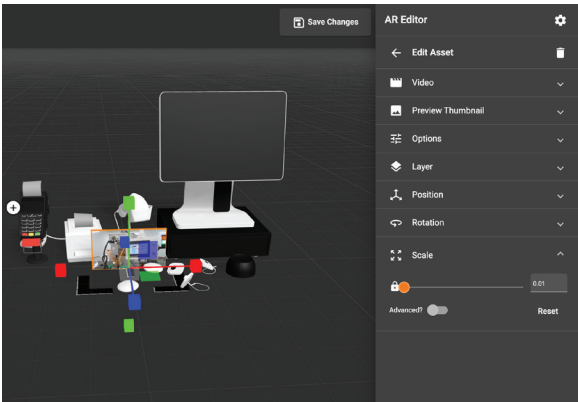 Save Changes
AR Editor
Edit Asset
Video
Preview Thumbnail
Options
Layer
Position
Rotation
Scale
0.01
Advanced?
Reset